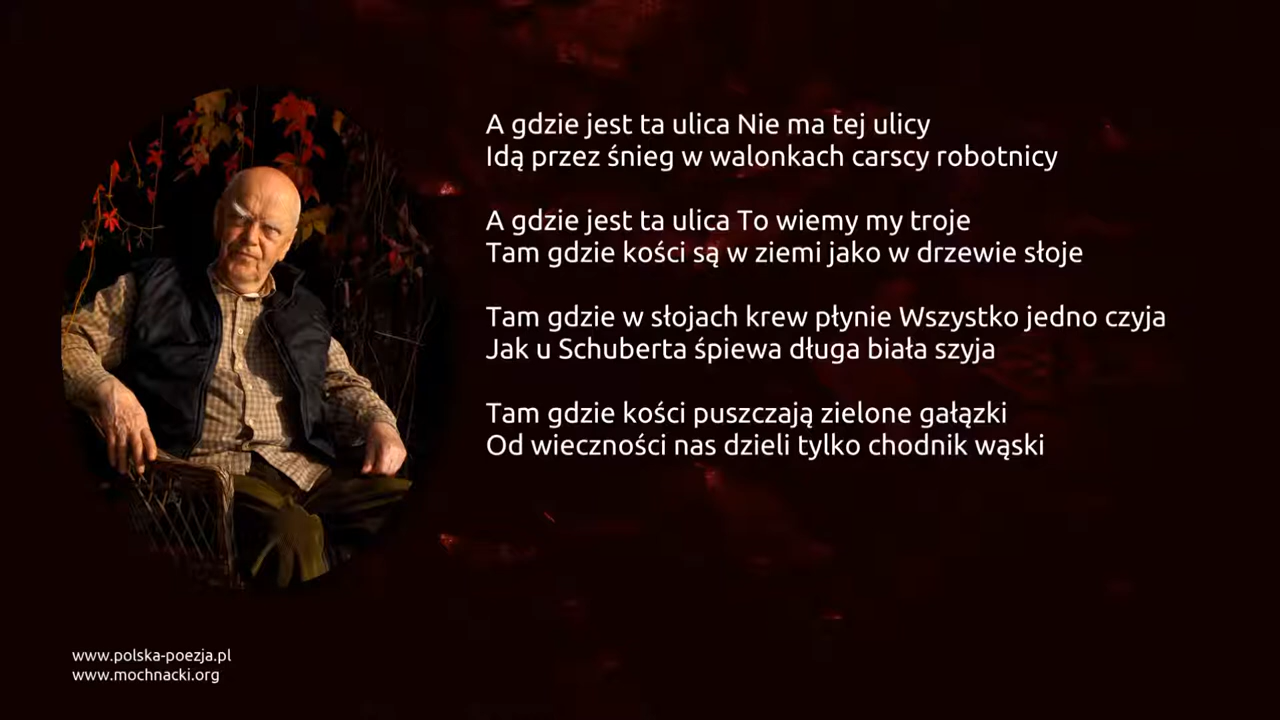 A gdzie jest ta ulica Nie ma tej ulicy
Idą przez śnieg w walonkach carscy robotnicy
A gdzie jest ta ulica To wiemy my troje
Tam gdzie kości są w ziemi jako w drzewie słoje
Tam gdzie w słojach krew płynie Wszystko jedno czyja
Jak u Schuberta śpiewa długa biała szyja
Tam gdzie kości puszczają zielone gałązki
Od wieczności nas dzieli tylko chodnik wąski
www.polska-poezja.pl
www.mochnacki.org